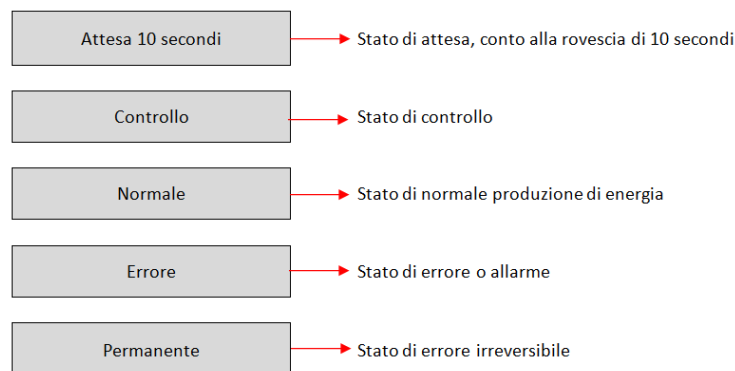 Attesa 10 secondi
Stato di attesa, conto alla rovescia di 10 secondi
Controllo
Stato di controllo
Normale
Stato di normale produzione di energia
Errore
Stato di errore o allarme
Permanente
Stato di errore irreversibile